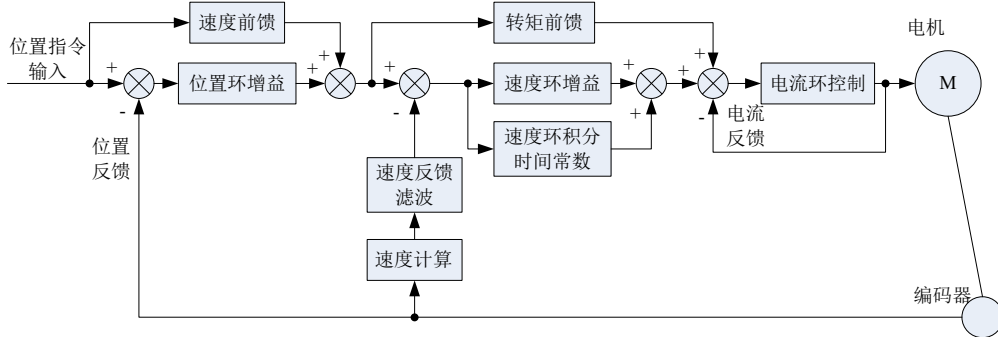 位置指令
输入
速度前馈
转矩前馈
电机
+
+
+
+
-
位置环增益
+
+
-
速度环增益
+
+
+
-
电流环控制
M
电流
反馈
位置
反馈
速度环积分
时间常数
速度反馈
滤波
速度计算
编码器